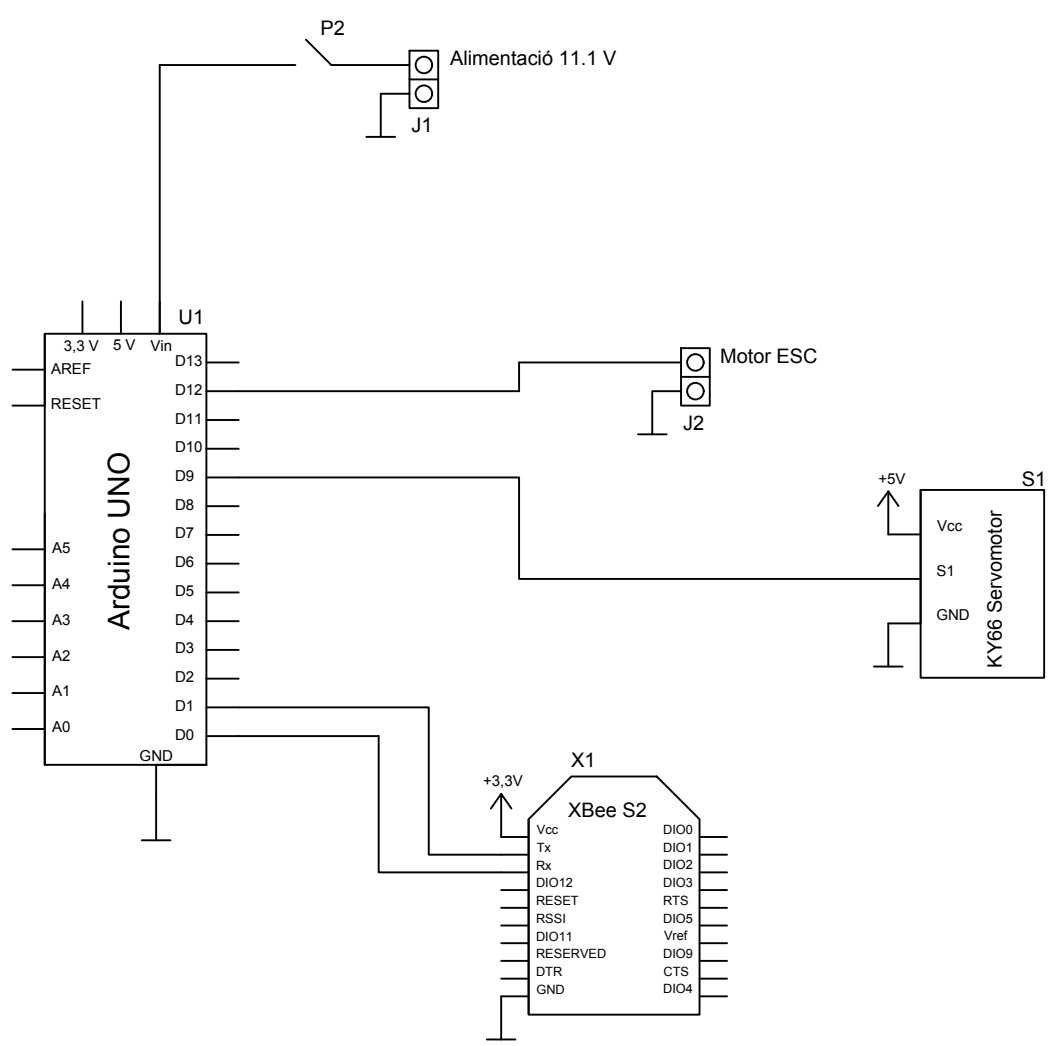 P2
Alimentació 11.1 V
J1
U1
3,3 V
5 V
Vin
AREF
RESET
A5
A4
A3
A2
A1
A0
Arduino UNO
D13
D12
D11
D10
D9
D8
D7
D6
D5
D4
D3
D2
D1
D0
GND
Motor ESC
J2
+5V
S1
Vcc
S1
GND
KY66 Servomotor
X1
+3,3V
XBee S2
Vcc
Tx
Rx
DIO12
RESET
RSSI
DIO11
RESERVED
DTR
GND
DIO0
DIO1
DIO2
DIO3
RTS
DIO5
Vref
DIO9
CTS
DIO4